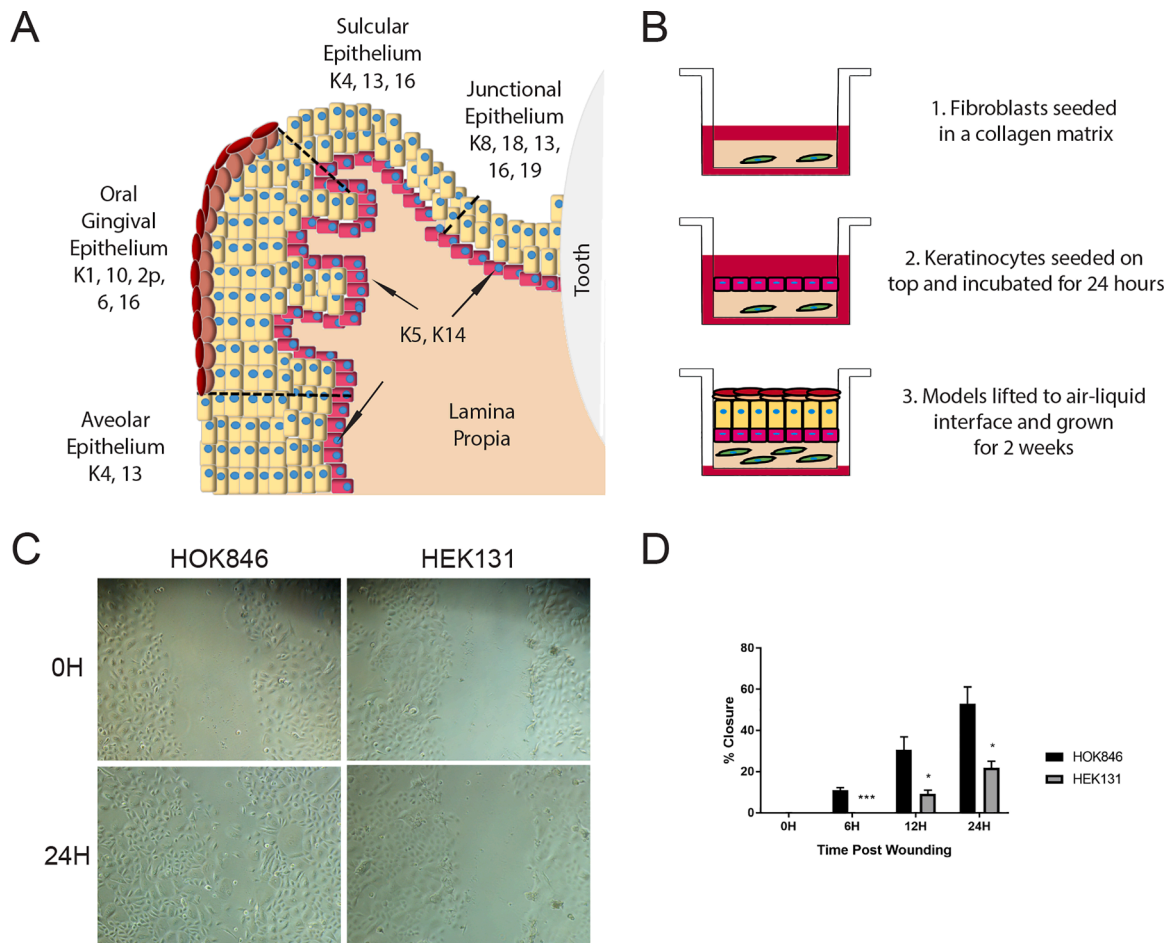 A
Sulcular
Epithelium
K4, 13, 16
Junctional
Epithelium
K8, 18, 13,
16, 19
Oral
Gingival
Epithelium
K1, 10, 2p,
6, 16
K5, K14
Tooth
Aveolar
Epithelium
K4, 13
Lamina
Propia
B
1. Fibroblasts seeded
in a collagen matrix
2. Keratinocytes seeded on
top and incubated for 24 hours
3. Models lifted to air-liquid
interface and grown
for 2 weeks
C
HOK846
HEK131
0H
24H
D
80
60
40
20
0
% Closure
***
*
*
0H
6H
12H
24H
Time Post Wounding
HOK846
HEK131